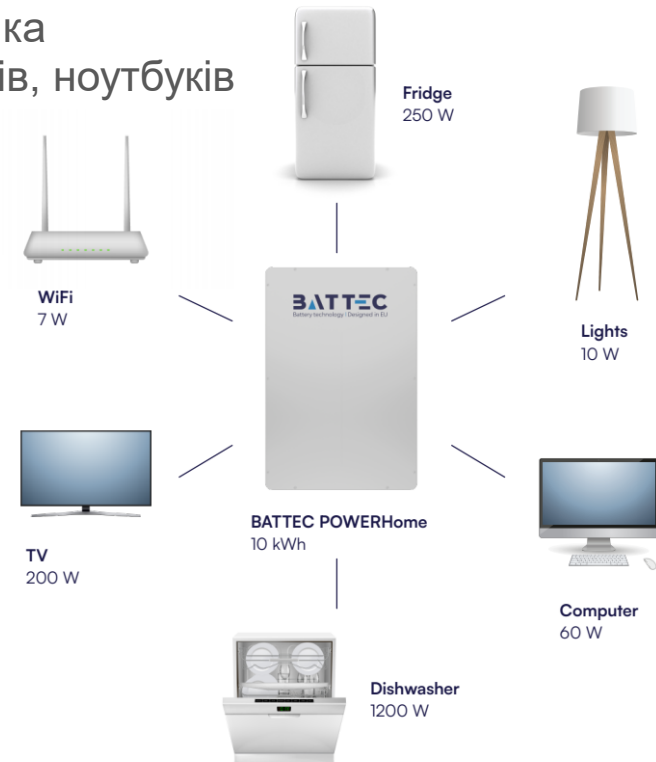 ка
ів, ноутбуків
Fridge
250 W
WiFi
7 W
BATTEC
Battery technology | Designed in EU
Lights
10 W
TV
200 W
BATTEC POWERHome
10 kWh
Computer
60 W
Dishwasher
1200 W